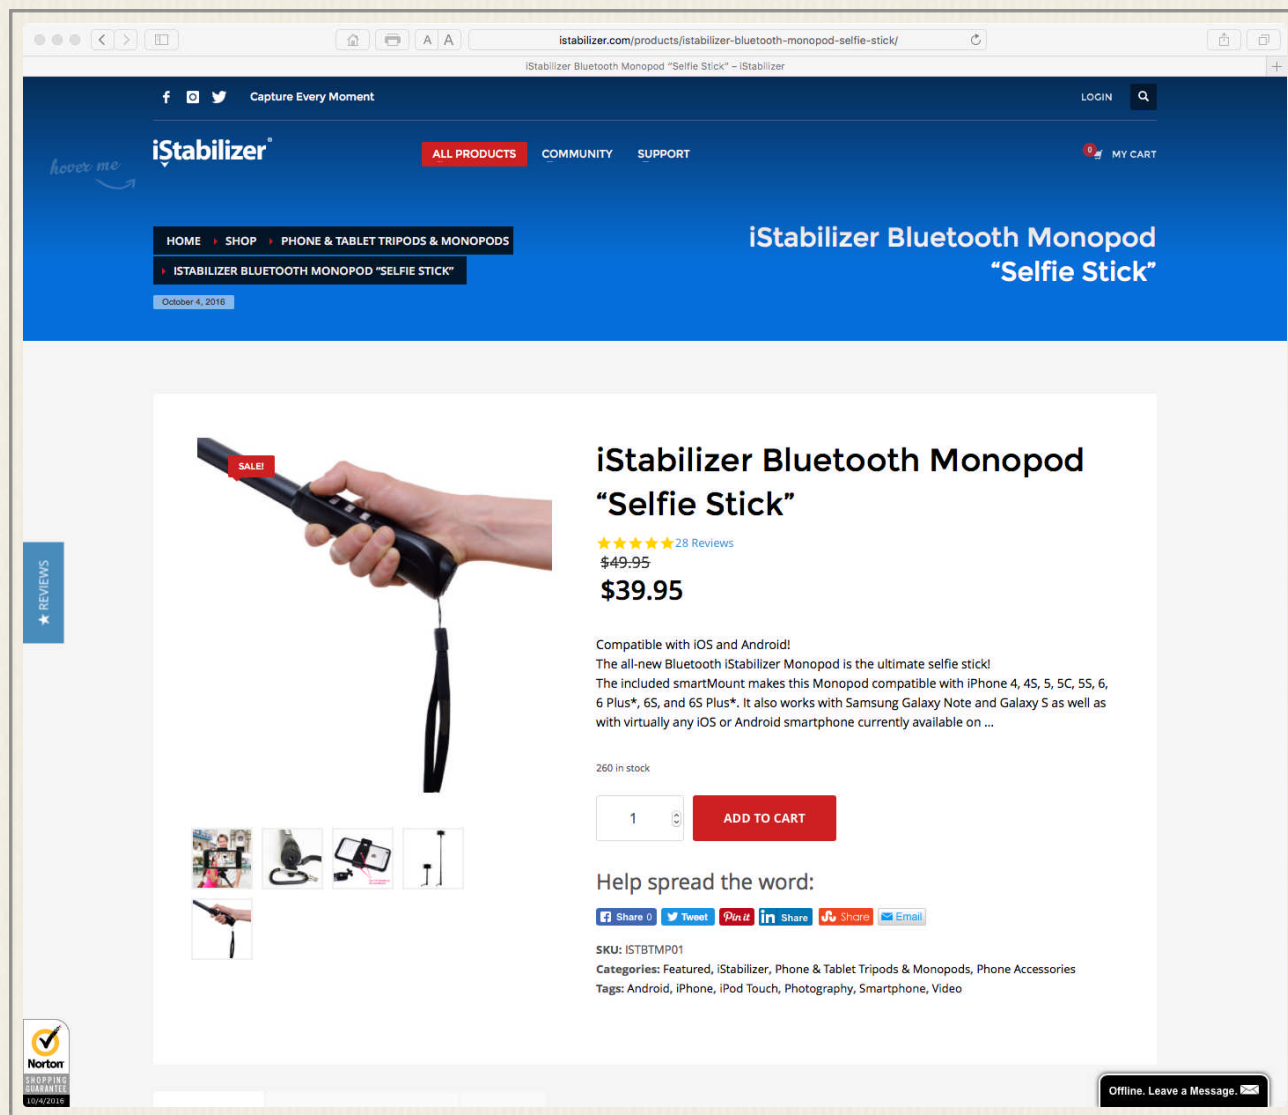 istabilizer.com/products/istabilizer-bluetooth-monopod-selfie-stick/
iStabilizer Bluetooth Monopod "Selfie Stick" – iStabilizer
Capture Every Moment
LOGIN
hover me
iStabilizer®
ALL PRODUCTS
COMMUNITY
SUPPORT
0
MY CART
HOME
SHOP
PHONE & TABLET TRIPODS & MONOPODS
ISTABILIZER BLUETOOTH MONOPOD “SELFIE STICK”
October 4, 2016
iStabilizer Bluetooth Monopod
“Selfie Stick”
SALE!
iStabilizer Bluetooth Monopod
“Selfie Stick”
28 Reviews
$49.95
$39.95
★ REVIEWS
Compatible with iOS and Android!
The all-new Bluetooth iStabilizer Monopod is the ultimate selfie stick!
The included smartMount makes this Monopod compatible with iPhone 4, 4S, 5, 5C, 5S, 6,
6 Plus*, 6S, and 6S Plus*. It also works with Samsung Galaxy Note and Galaxy S as well as
with virtually any iOS or Android smartphone currently available on ...
260 in stock
1
ADD TO CART
Help spread the word:
Share 0
Tweet
Pin it
in Share
Share
Email
SKU: ISTBTMP01
Categories: Featured, iStabilizer, Phone & Tablet Tripods & Monopods, Phone Accessories
Tags: Android, iPhone, iPod Touch, Photography, Smartphone, Video
Norton
SHOPPING
GUARANTEE
10/4/2016
Offline. Leave a Message.